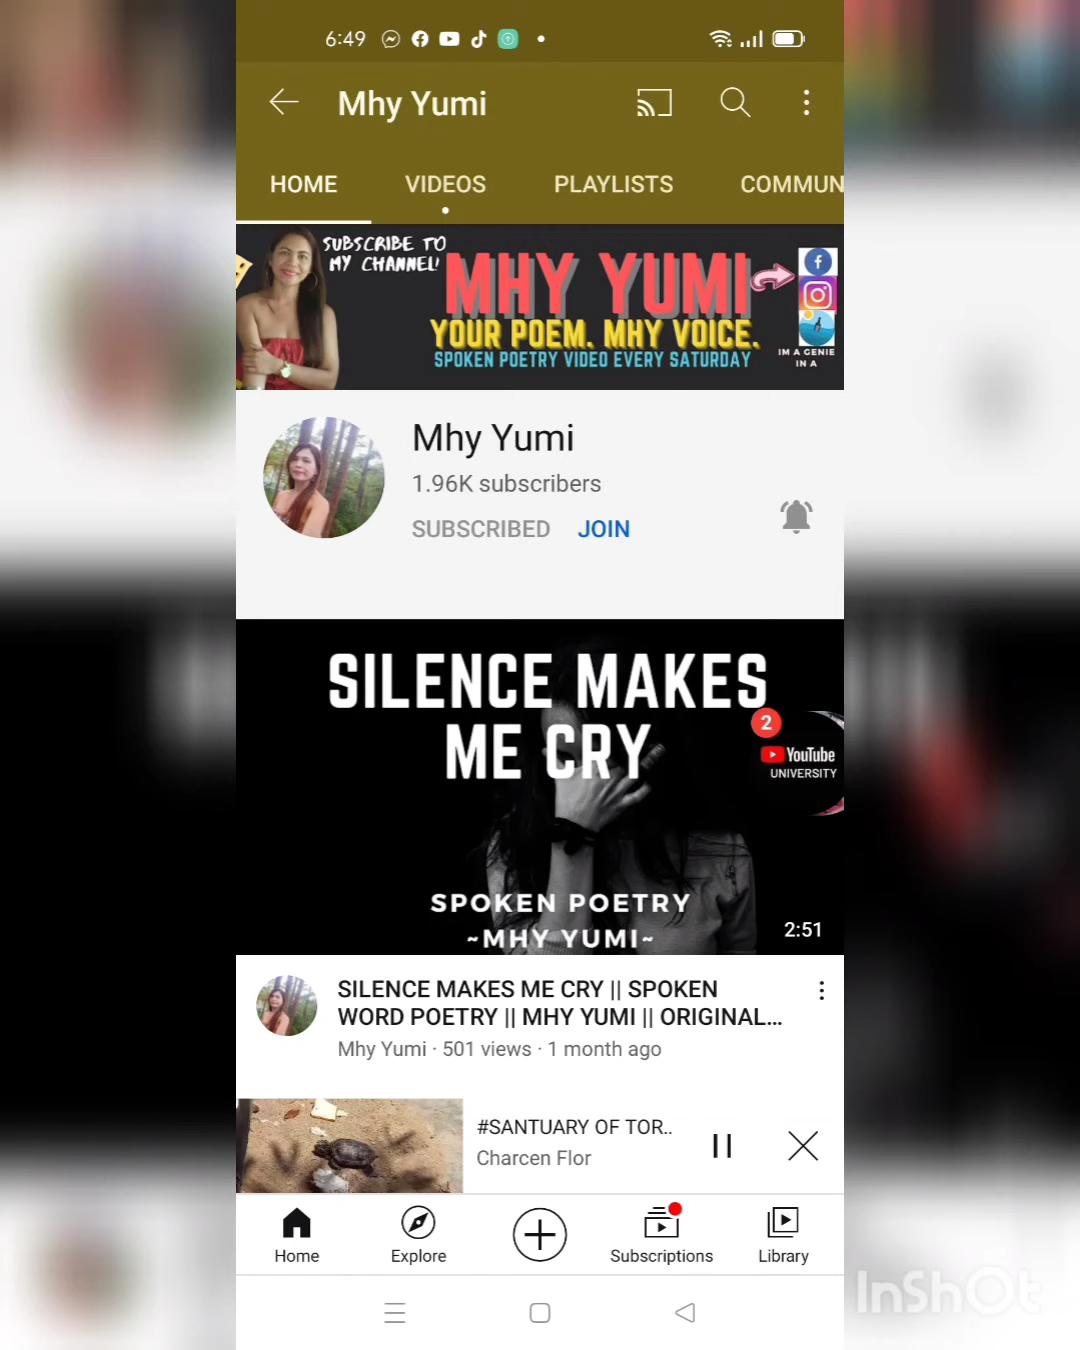 6:49
Mhy Yumi
HOME VIDEOS PLAYLISTS COMMUN
SUBSCRIBE TO
MY CHANNEL!
MHY YUMI
YOUR POEM. MHY VOICE.
SPOKEN POETRY VIDEO EVERY SATURDAY
IM A GENIE
IN A
Mhy Yumi
1.96K subscribers
SUBSCRIBED JOIN
SILENCE MAKES
ME CRY
2
YouTube
UNIVERSITY
SPOKEN POETRY
~MHY YUMI~
2:51
SILENCE MAKES ME CRY || SPOKEN
WORD POETRY || MHY YUMI || ORIGINAL...
Mhy Yumi · 501 views · 1 month ago
#SANTUARY OF TOR..
Charcen Flor
Home Explore Subscriptions Library
InShOt